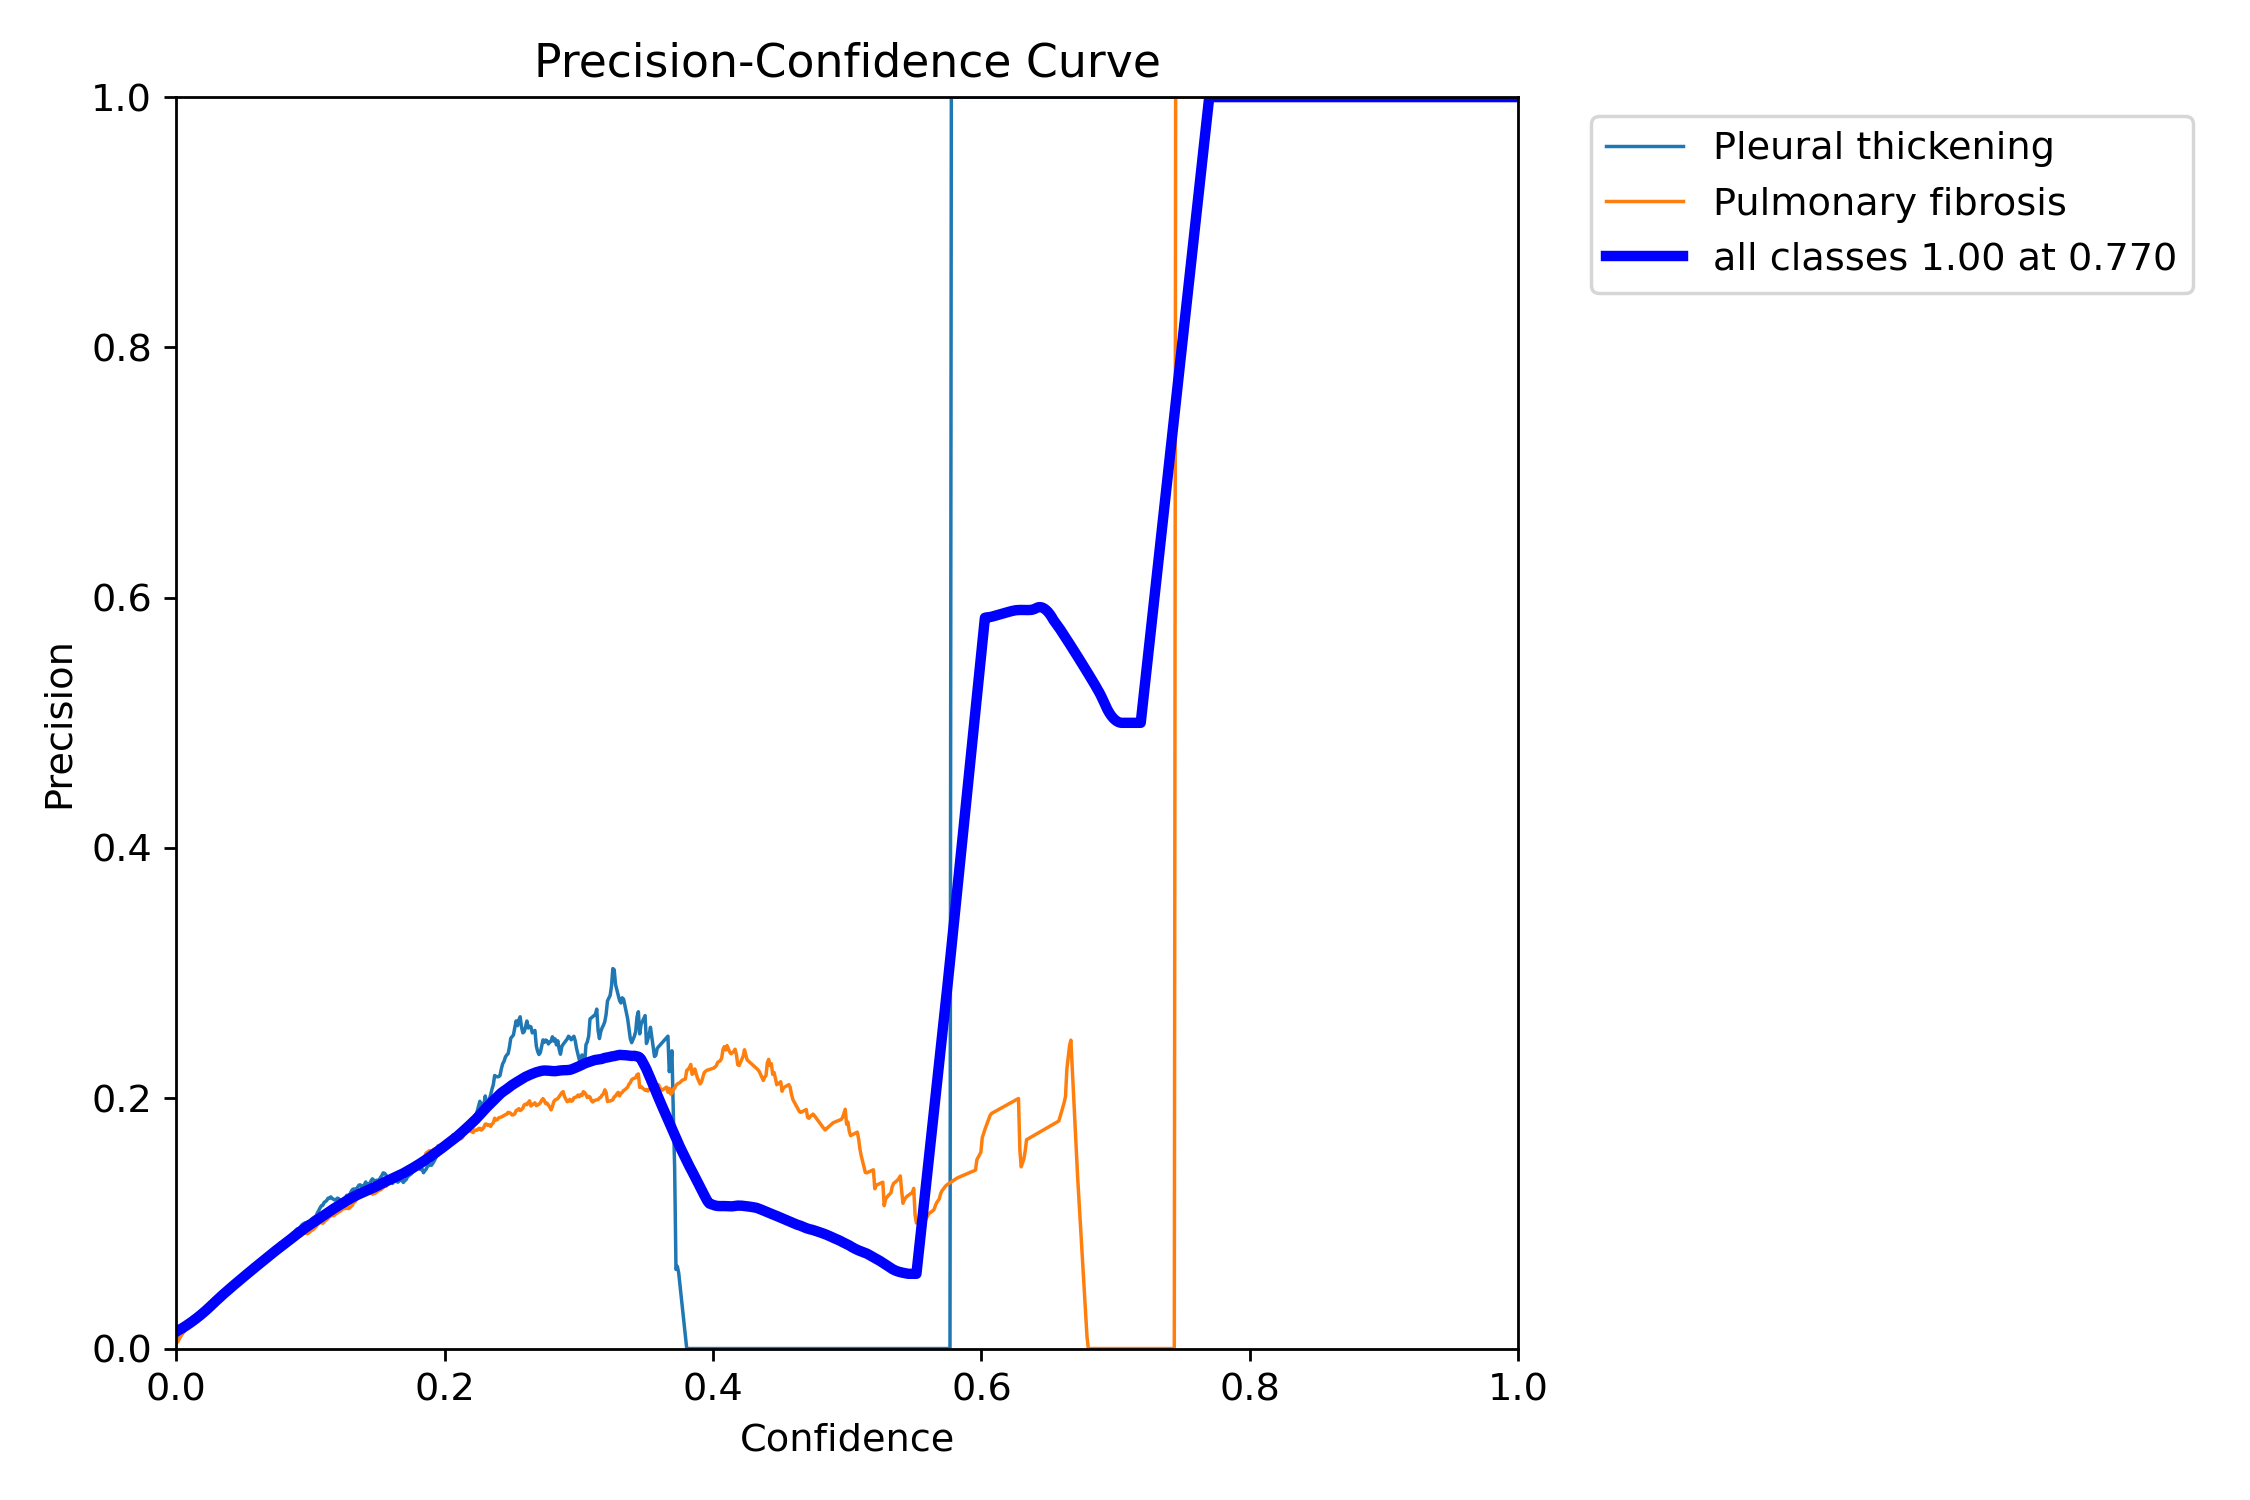 Precision-Confidence Curve
1.0
0.8
0.6
0.4
0.2
0.0
Precision
0.0 0.2 0.4 0.6 0.8 1.0
Confidence
Pleural thickening
Pulmonary fibrosis
all classes 1.00 at 0.770